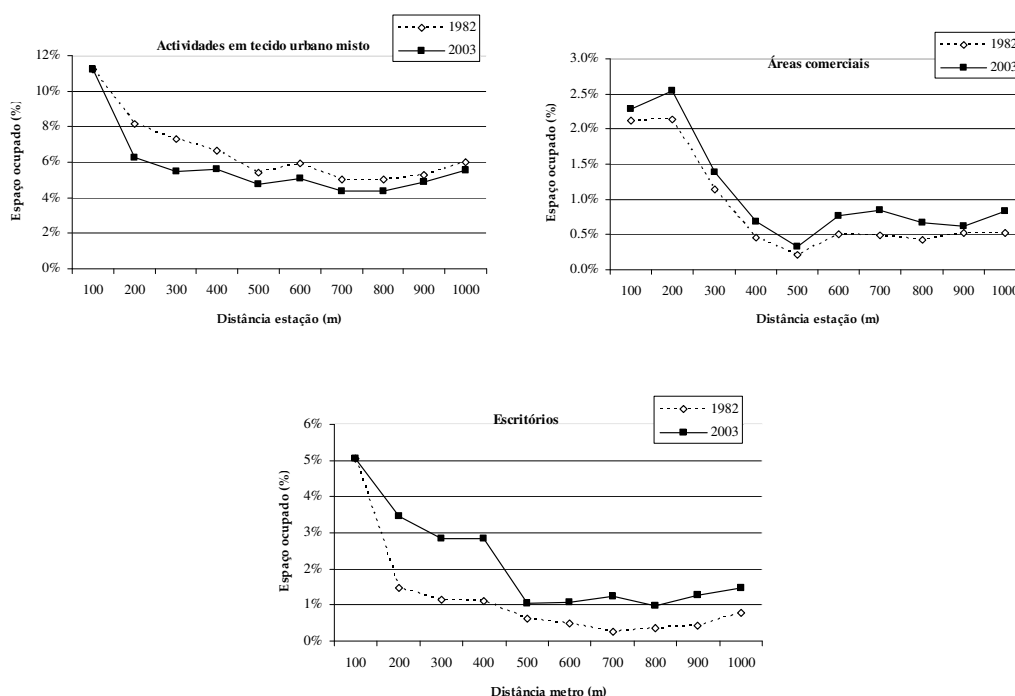 Actividades em tecido urbano misto
1982
2003
12%
10%
8%
6%
4%
2%
0%
Espaço ocupado (%)
100 200 300 400 500 600 700 800 900 1000
Distância estação (m)
Áreas comerciais
1982
2003
3.0%
2.5%
2.0%
1.5%
1.0%
0.5%
0.0%
Espaço ocupado (%)
100 200 300 400 500 600 700 800 900 1000
Distância estação (m)
Escritórios
1982
2003
6%
5%
4%
3%
2%
1%
0%
Espaço ocupado (%)
100 200 300 400 500 600 700 800 900 1000
Distância metro (m)